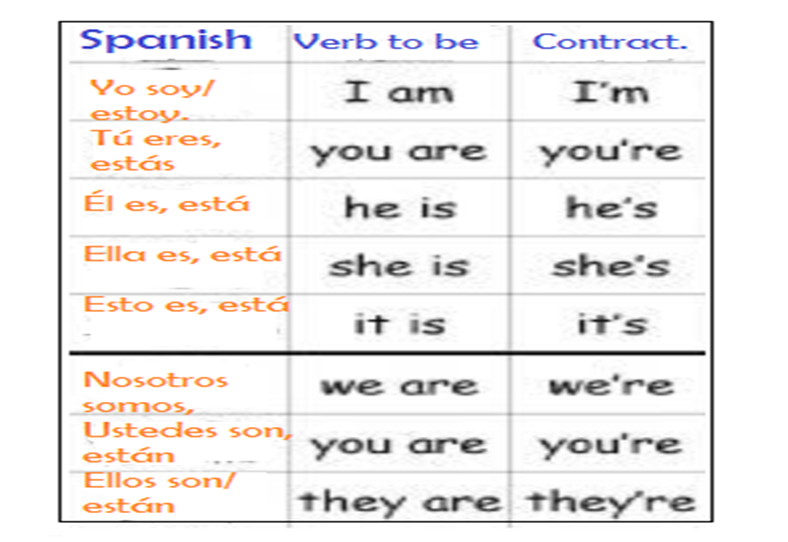 Spanish Verb to be Contract.
Yo soy/
estoy. I am I'm
Tú eres,
estás you are you're
Él es, está he is he's
Ella es, está she is she's
Esto es, está it is it's
Nosotros
somos, we are we're
Ustedes son,
están you are you're
Ellos son/
están they are they're